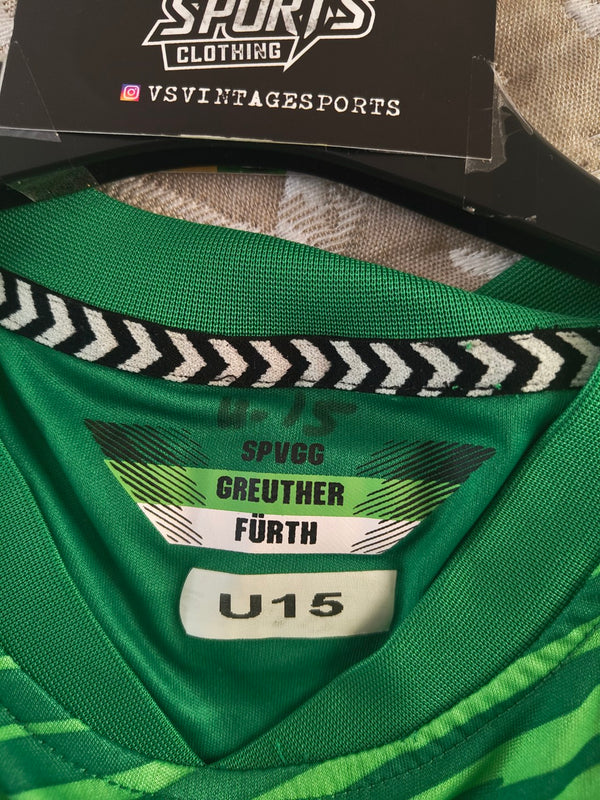 SPORTS
CLOTHING
VSVINTAGESPORTS
U-15
SPVGG
GREUTHER
FÜRTH
U15